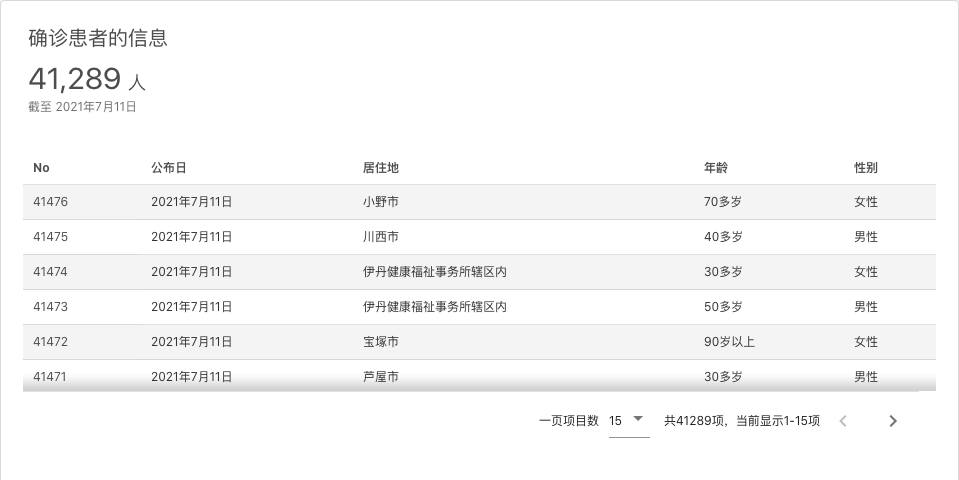 确诊患者的信息
41,289 人
截至 2021年7月11日
No 公布日 居住地 年龄 性别
41476 2021年7月11日 小野市 70多岁 女性
41475 2021年7月11日 川西市 40多岁 男性
41474 2021年7月11日 伊丹健康福祉事务所辖区内 30多岁 女性
41473 2021年7月11日 伊丹健康福祉事务所辖区内 50多岁 男性
41472 2021年7月11日 宝塚市 90岁以上 女性
41471 2021年7月11日 芦屋市 30多岁 男性
一页项目数 15 共41289项，当前显示1-15项